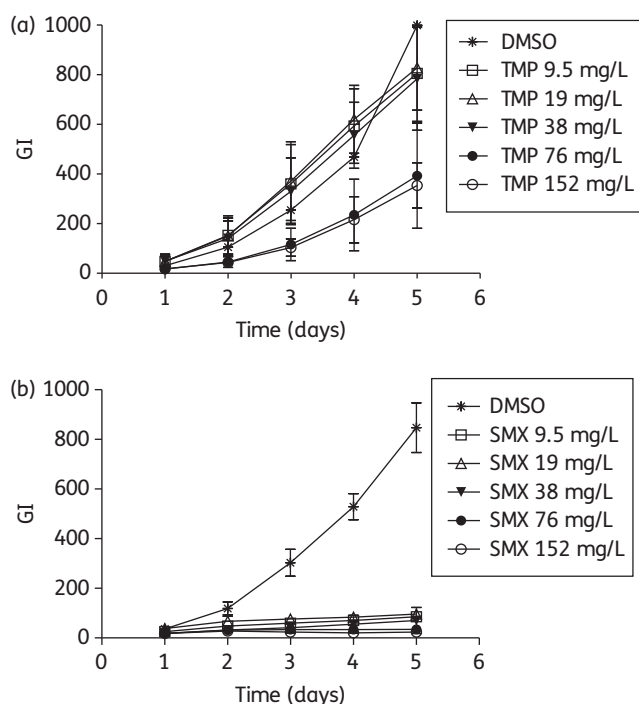 (a) 1000
800
600
400
200
0
GI
0 1 2 3 4 5 6
Time (days)
DMSO
TMP 9.5 mg/L
TMP 19 mg/L
TMP 38 mg/L
TMP 76 mg/L
TMP 152 mg/L
(b) 1000
800
600
400
200
0
GI
0 1 2 3 4 5 6
Time (days)
DMSO
SMX 9.5 mg/L
SMX 19 mg/L
SMX 38 mg/L
SMX 76 mg/L
SMX 152 mg/L